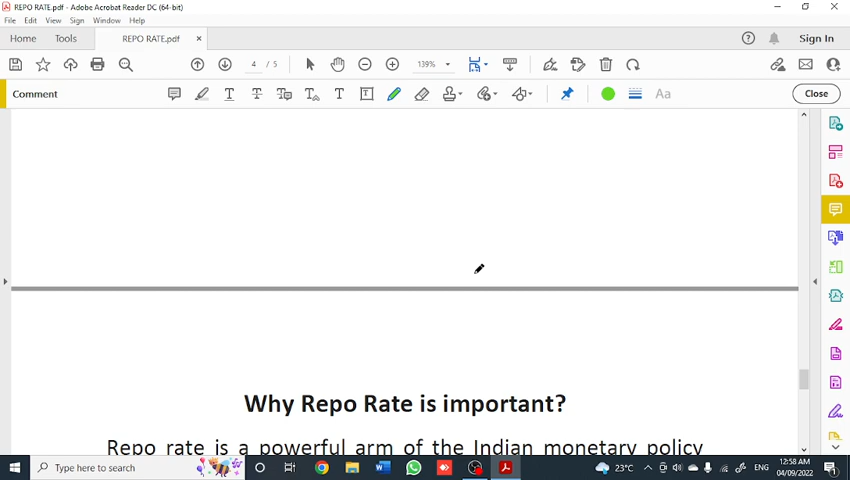 REPO RATE.pdf - Adobe Acrobat Reader DC (64-bit)
File Edit View Sign Window Help
Home Tools REPO RATE.pdf × Sign In
4 / 5 139%
Comment Aa Close
Why Repo Rate is important?
Repo rate is a powerful arm of the Indian monetary policy
Type here to search 23°C ENG 12:58 AM
04/09/2022
1